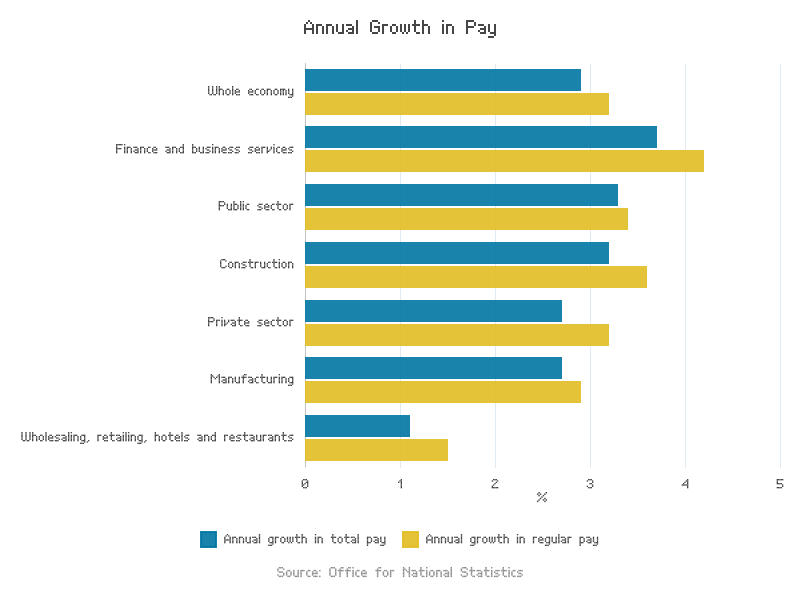 Annual Growth in Pay
Whole economy
Finance and business services
Public sector
Construction
Private sector
Manufacturing
Wholesaling, retailing, hotels and restaurants
0 1 2 3 4 5
%
Annual growth in total pay Annual growth in regular pay
Source: Office for National Statistics